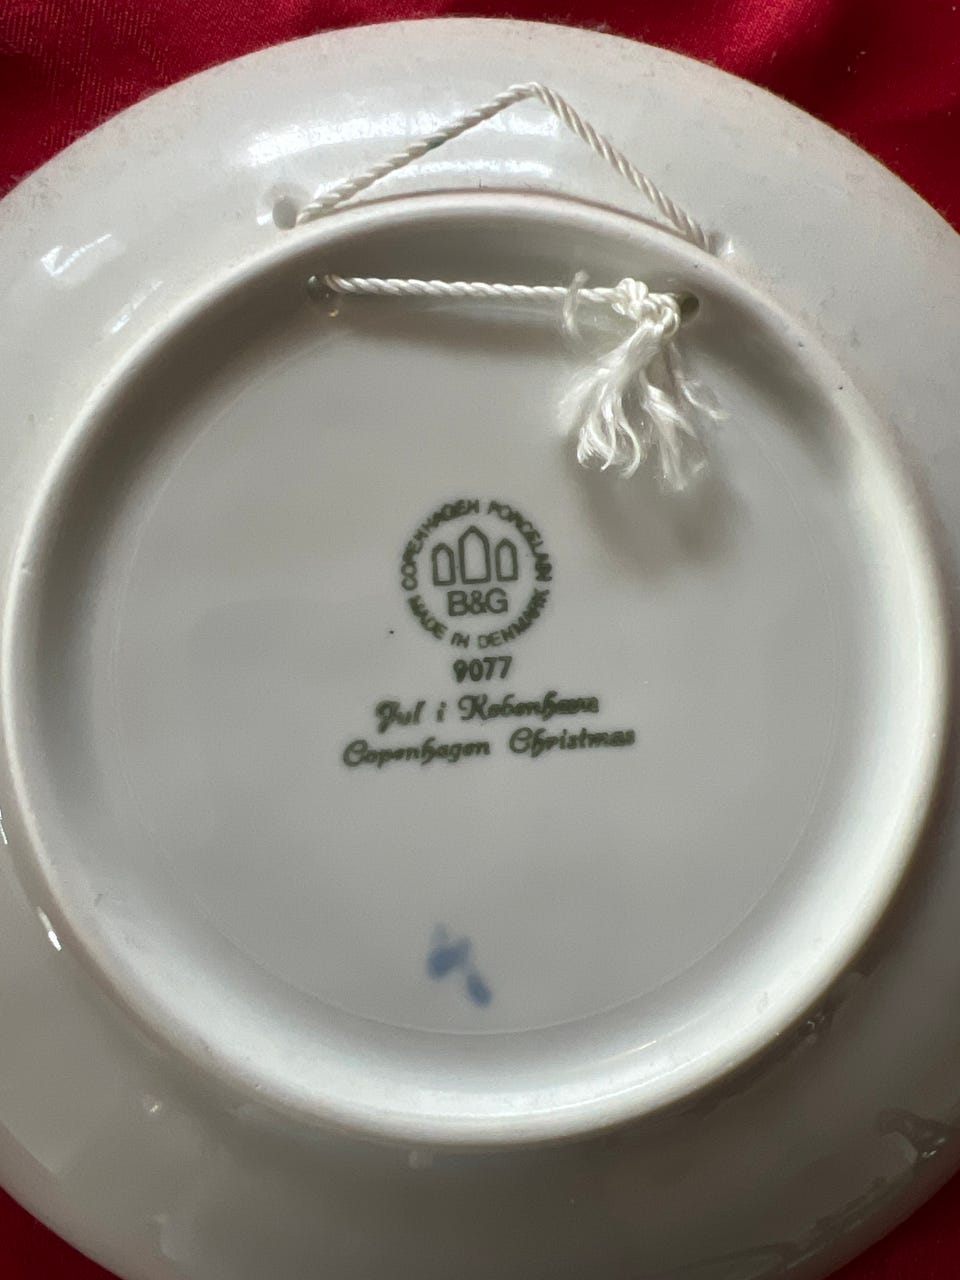 COPENHAGEN PORCELAIN
B&G
MADE IN DENMARK
9077
Jul i København
Copenhagen Christmas